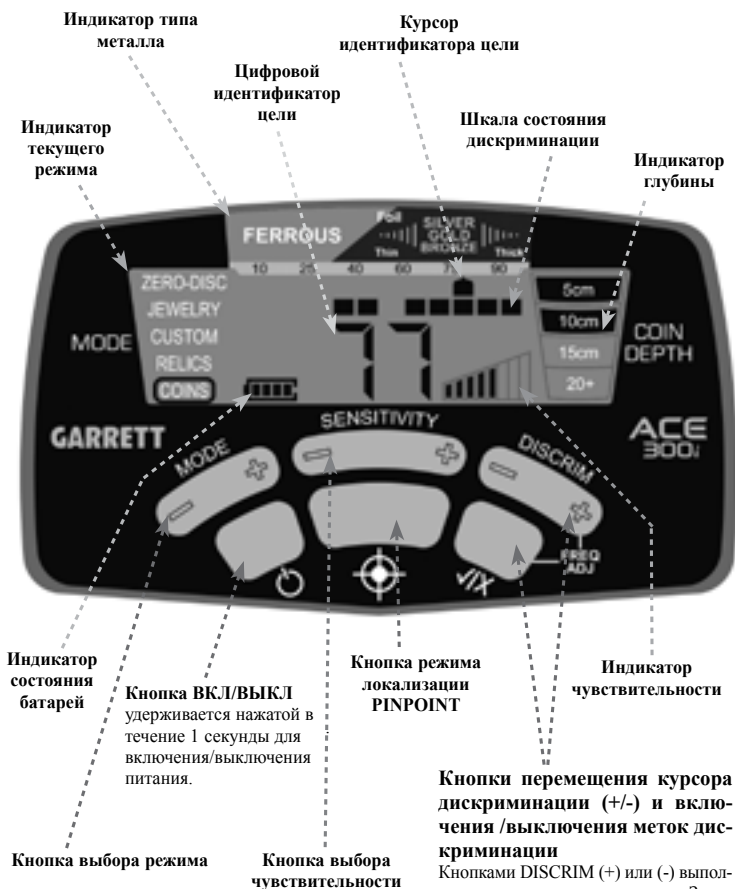 Индикатор типа
металла
Курсор
идентификатора цели
Цифровой
идентификатор
цели
Шкала состояния
дискриминации
Индикатор
текущего
режима
Индикатор
глубины
FERROUS
Foil
Thin
SILVER
GOLD
BRONZE
Thick
10 25 40 60 80 90
ZERO-DISC
JEWELRY
CUSTOM
RELICS
COINS
MODE
77
5cm
10cm
15cm
20+
COIN
DEPTH
GARRETT
ACE
300i
MODE
SENSITIVITY
DISCRIM
- +
- +
- +
FREQ
ADJ
√/X
Индикатор
состояния
батарей
Кнопка ВКЛ/ВЫКЛ
удерживается нажатой в
течение 1 секунды для
включения/выключения
питания.
Кнопка режима
локализации
PINPOINT
Индикатор
чувствительности
Кнопка выбора режима
Кнопка выбора
чувствительности
Кнопки перемещения курсора
дискриминации (+/-) и вклю-
чения /выключения меток дис-
криминации
Кнопками DISCRIM (+) или (-) выпол-